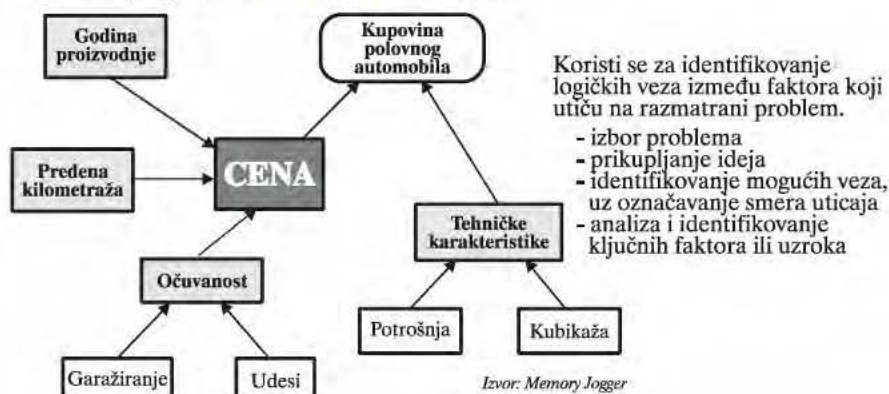 Godina
proizvodnje
Kupovina
polovnog
automobila
Koristi se za identifikovanje
logičkih veza između faktora koji
utiču na razmatrani problem.
- izbor problema
- prikupljanje ideja
- identifikovanje mogućih veza,
uz označavanje smera uticaja
- analiza i identifikovanje
ključnih faktora ili uzroka
Pređena
kilometraža
CENA
Tehničke
karakteristike
Očuvanost
Potrošnja
Kubikaža
Garažiranje
Udesi
Izvor: Memory Jogger